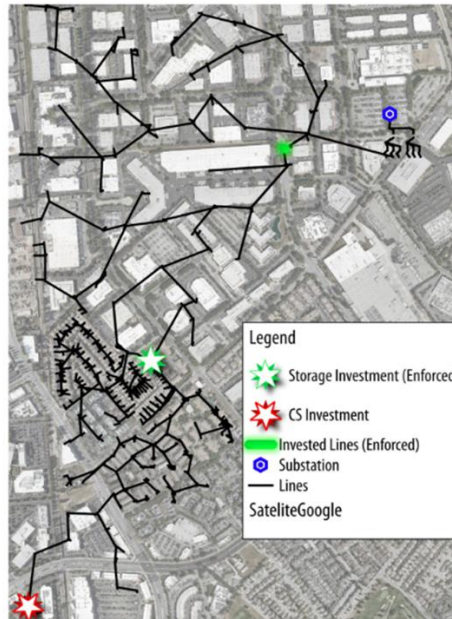 Legend
Storage Investment (Enforced
CS Investment
Invested Lines (Enforced)
Substation
Lines
SateliteGoogle